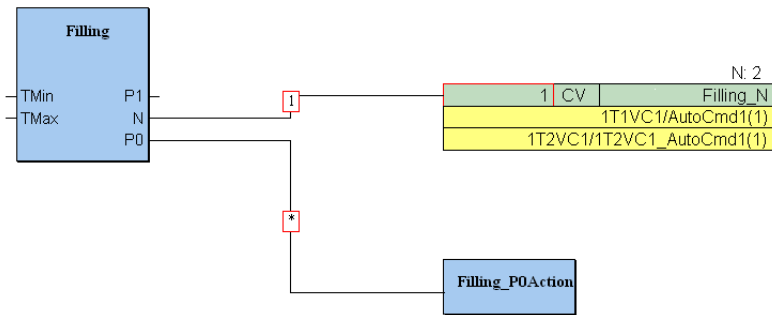 Filling
N: 2
TMin P1
1
1 CV Filling_N
TMax N
1T1VC1/AutoCmd1(1)
P0
1T2VC1/1T2VC1_AutoCmd1(1)
*
Filling_P0Action